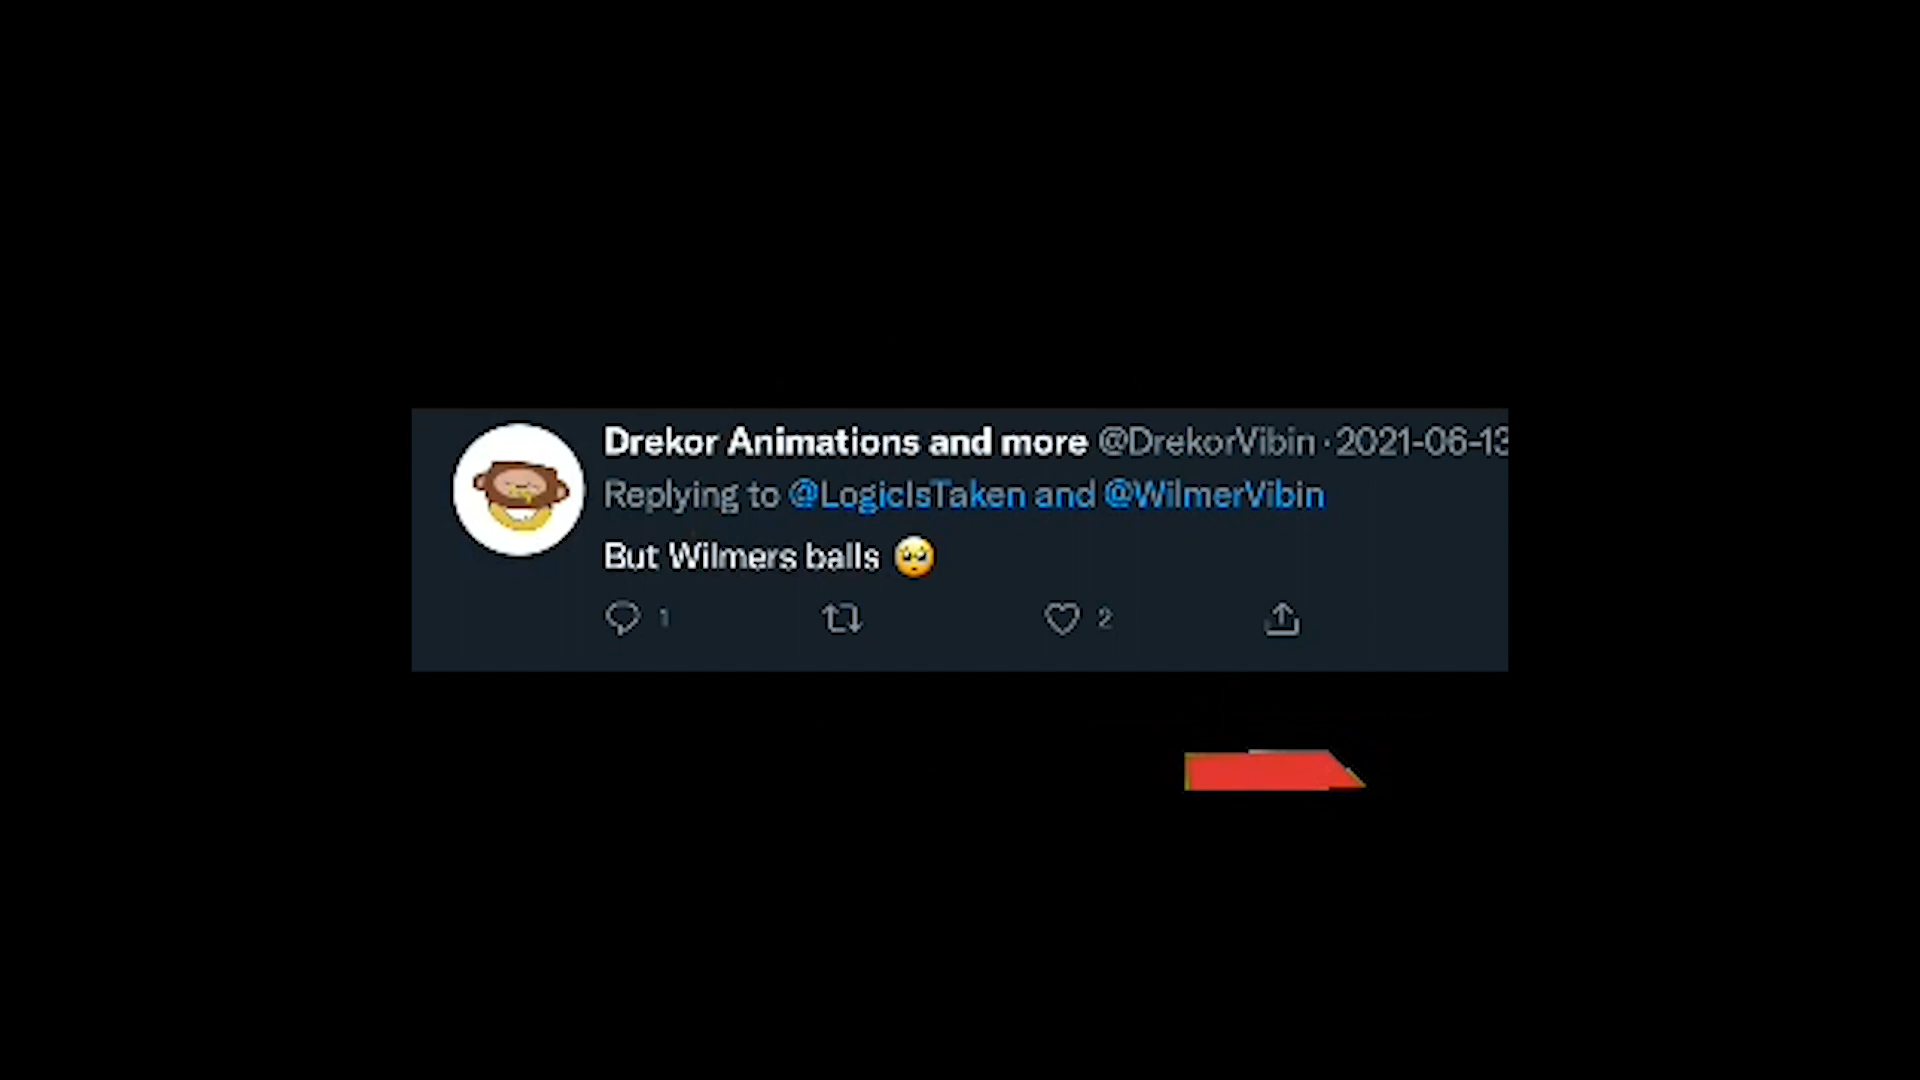 Drekor Animations and more @DrekorVibin · 2021-06-13
Replying to @LogicIsTaken and @WilmerVibin
But Wilmers balls 🥺
1 2